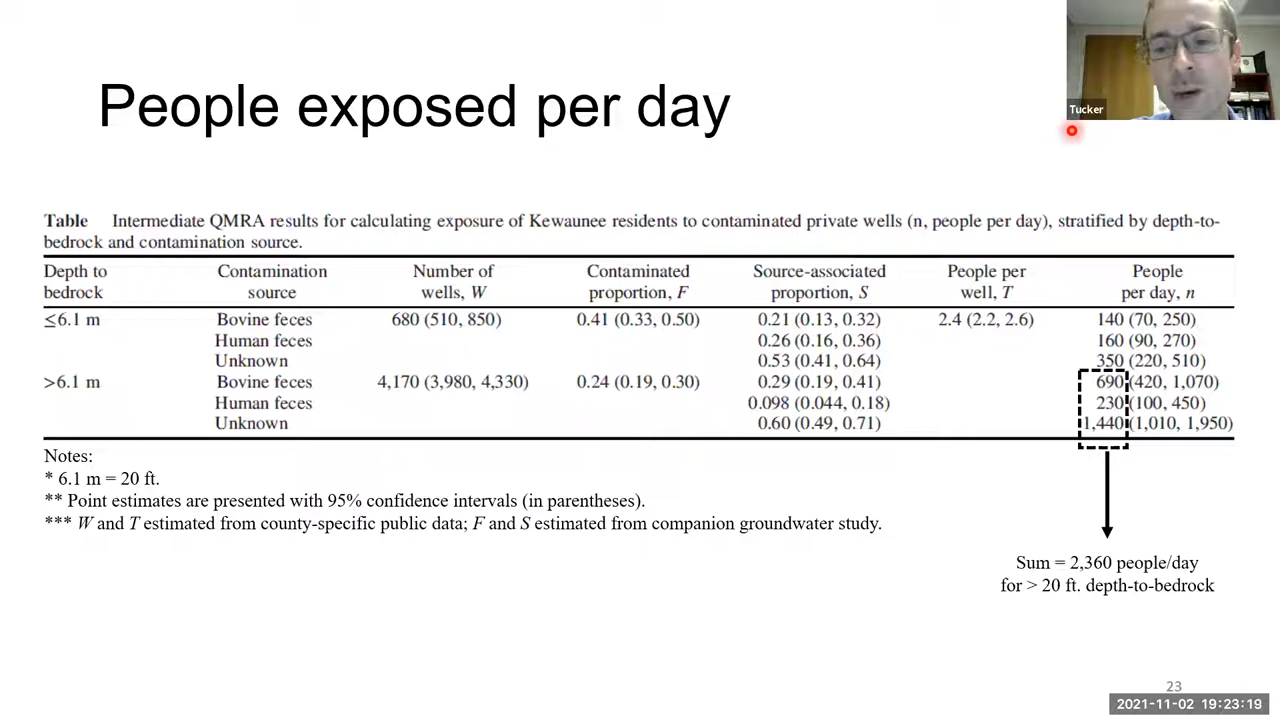 Tucker
People exposed per day
Table Intermediate QMRA results for calculating exposure of Kewaunee residents to contaminated private wells (n, people per day), stratified by depth-to-
bedrock and contamination source.
Depth to Contamination Number of Contaminated Source-associated People per People
bedrock source wells, W proportion, F proportion, S well, T per day, n
≤6.1 m Bovine feces 680 (510, 850) 0.41 (0.33, 0.50) 0.21 (0.13, 0.32) 2.4 (2.2, 2.6) 140 (70, 250)
Human feces 0.26 (0.16, 0.36) 160 (90, 270)
Unknown 0.53 (0.41, 0.64) 350 (220, 510)
>6.1 m Bovine feces 4,170 (3,980, 4,330) 0.24 (0.19, 0.30) 0.29 (0.19, 0.41) 690 (420, 1,070)
Human feces 0.098 (0.044, 0.18) 230 (100, 450)
Unknown 0.60 (0.49, 0.71) 1,440 (1,010, 1,950)
Notes:
* 6.1 m = 20 ft.
** Point estimates are presented with 95% confidence intervals (in parentheses).
*** W and T estimated from county-specific public data; F and S estimated from companion groundwater study.
Sum = 2,360 people/day
for > 20 ft. depth-to-bedrock
23
2021-11-02 19:23:19